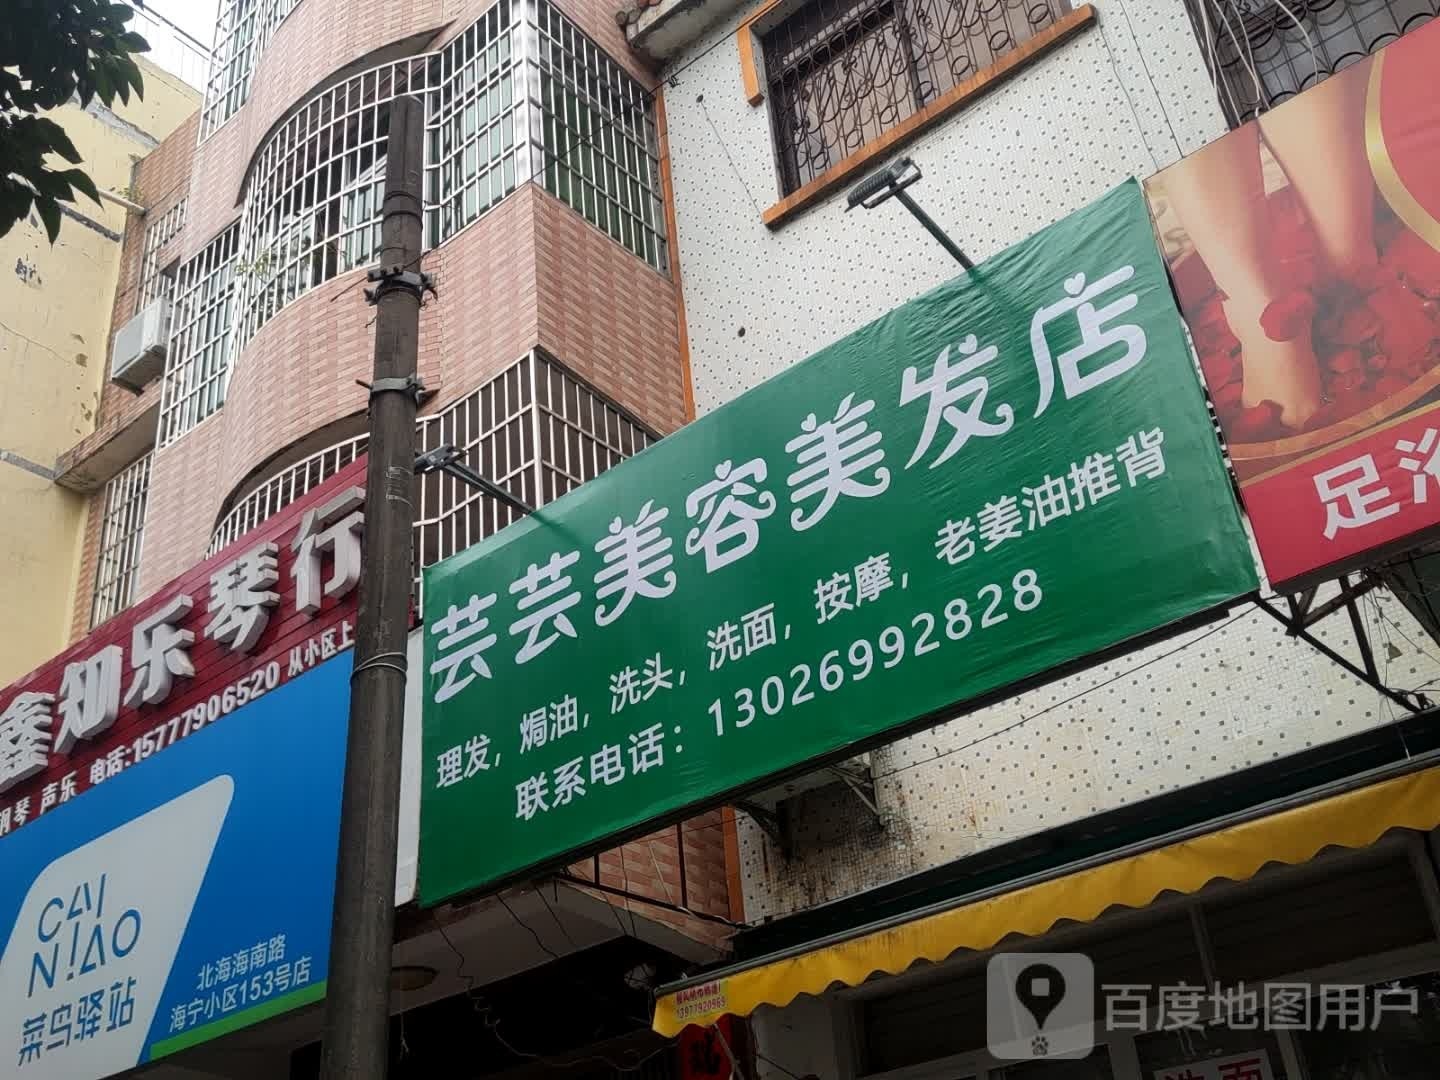 鑫知乐琴行
钢琴 声乐 电话:15777906520 从小区上
CAI
NIAO
菜鸟驿站
北海海南路
海宁小区153号店
芸芸美容美发店
理发，焗油，洗头，洗面，按摩，老姜油推背
联系电话：13026992828
足浴
13977920969
洗面
百度地图用户